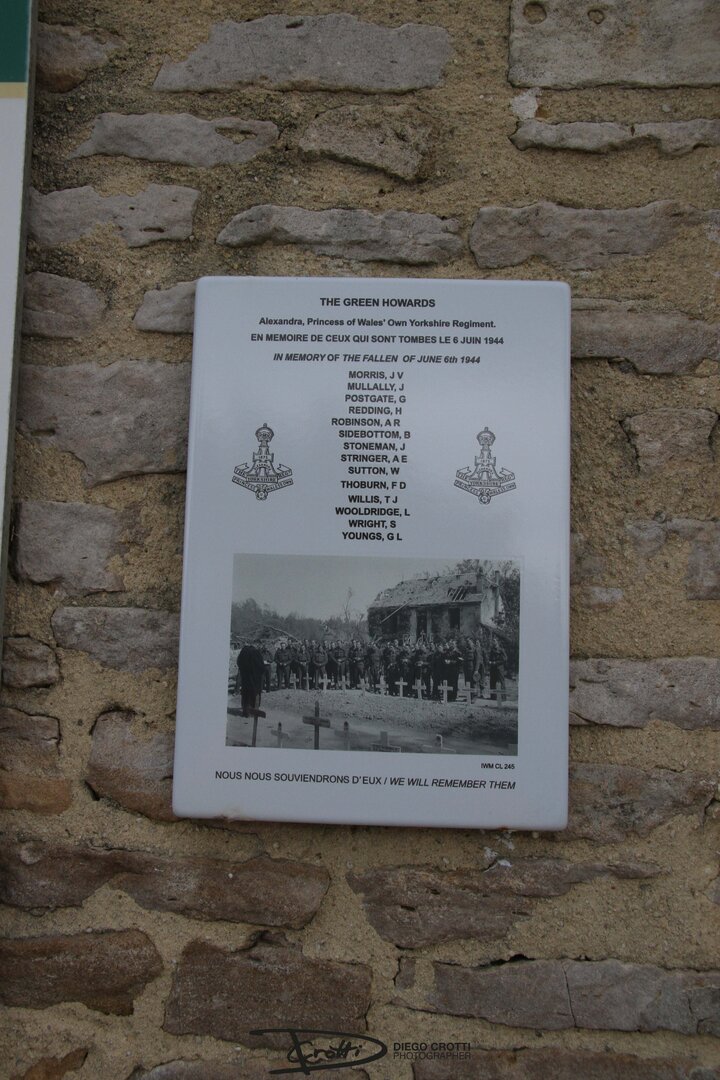 THE GREEN HOWARDS
Alexandra, Princess of Wales' Own Yorkshire Regiment.
EN MEMOIRE DE CEUX QUI SONT TOMBES LE 6 JUIN 1944
IN MEMORY OF THE FALLEN OF JUNE 6th 1944
MORRIS, J V
MULLALLY, J
POSTGATE, G
REDDING, H
ROBINSON, A R
SIDEBOTTOM, B
STONEMAN, J
STRINGER, A E
SUTTON, W
THOBURN, F D
WILLIS, T J
WOOLDRIDGE, L
WRIGHT, S
YOUNGS, G L
IWM CL 245
NOUS NOUS SOUVIENDRONS D'EUX / WE WILL REMEMBER THEM
DCrotti DIEGO CROTTI
PHOTOGRAPHER